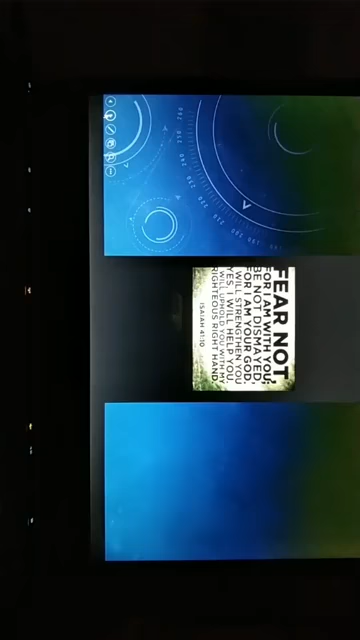 FEAR NOT,
FOR I AM WITH YOU;
BE NOT DISMAYED,
FOR I AM YOUR GOD.
I WILL STRENGTHEN YOU,
YES, I WILL HELP YOU,
I WILL UPHOLD YOU WITH MY
RIGHTEOUS RIGHT HAND.
ISAIAH 41:10